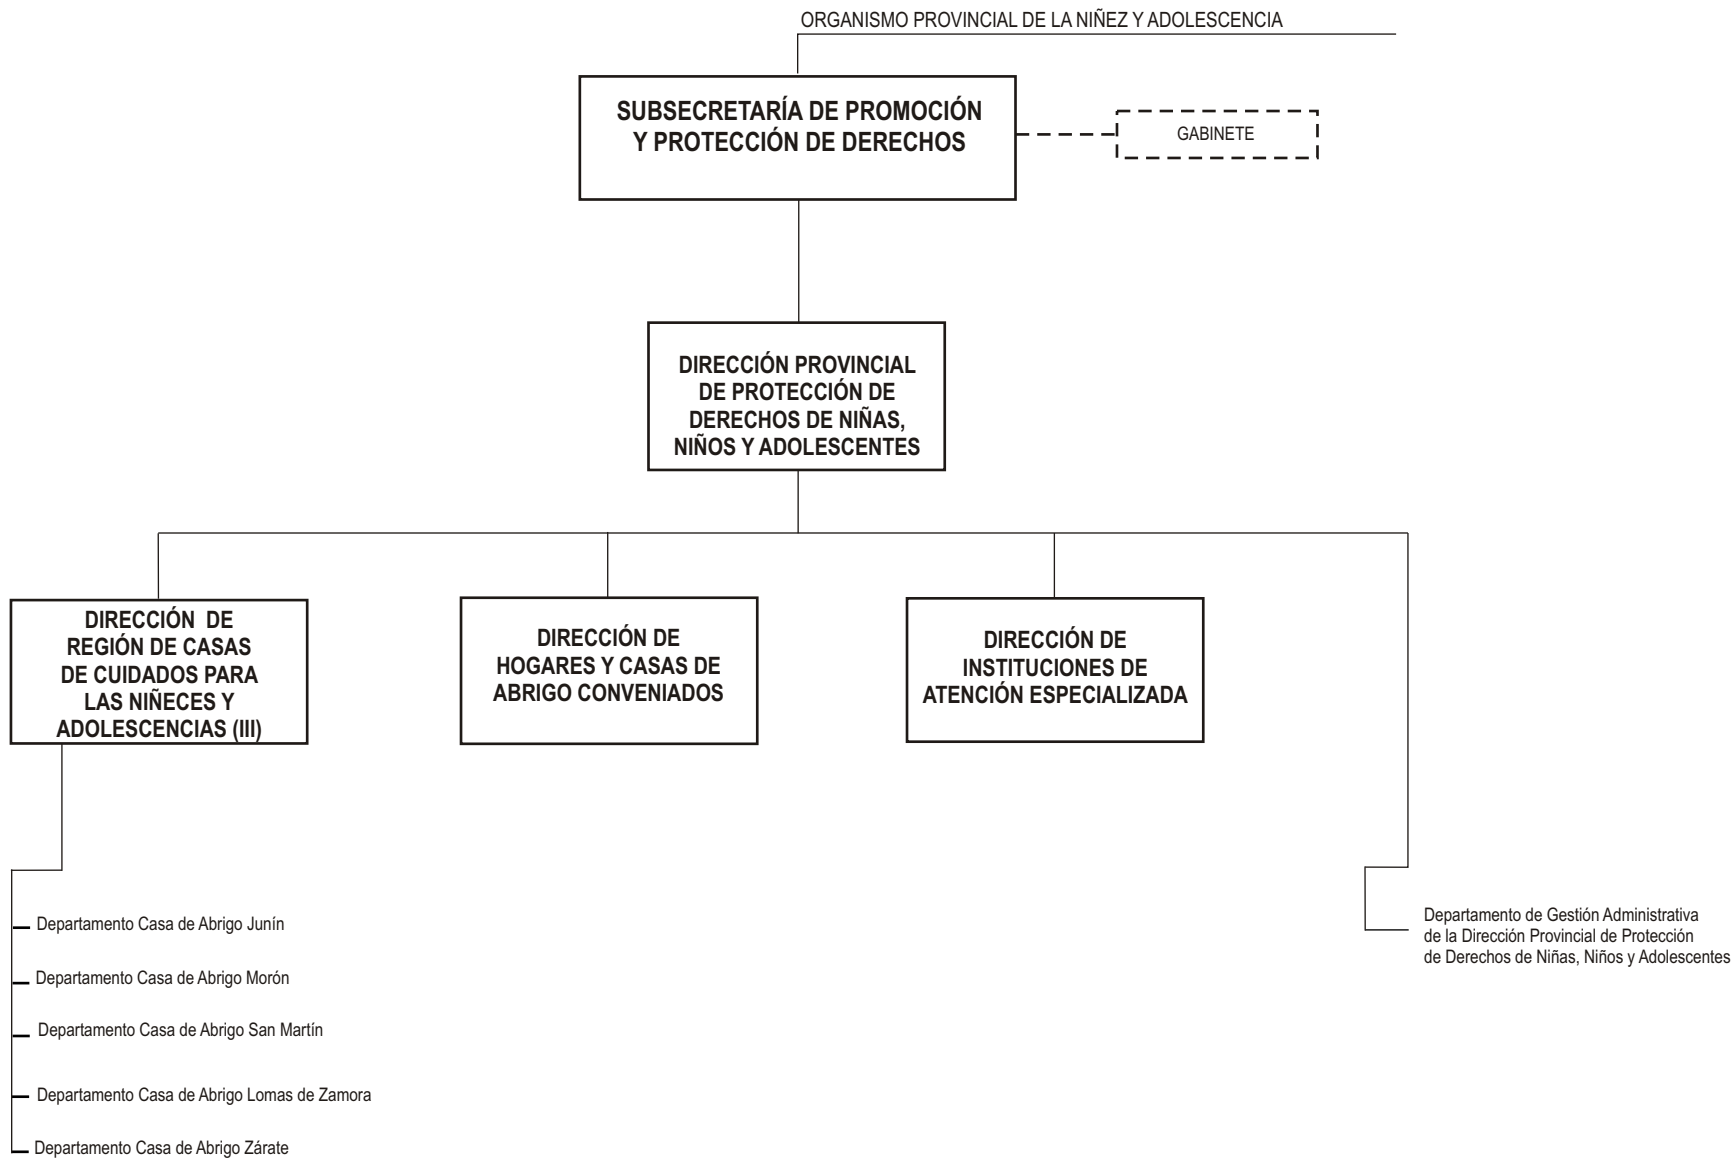 ORGANISMO PROVINCIAL DE LA NIÑEZ Y ADOLESCENCIA
SUBSECRETARÍA DE PROMOCIÓN
Y PROTECCIÓN DE DERECHOS
GABINETE
DIRECCIÓN PROVINCIAL
DE PROTECCIÓN DE
DERECHOS DE NIÑAS,
NIÑOS Y ADOLESCENTES
DIRECCIÓN DE
REGIÓN DE CASAS
DE CUIDADOS PARA
LAS NIÑECES Y
ADOLESCENCIAS (III)
DIRECCIÓN DE
HOGARES Y CASAS DE
ABRIGO CONVENIADOS
DIRECCIÓN DE
INSTITUCIONES DE
ATENCIÓN ESPECIALIZADA
Departamento Casa de Abrigo Junín
Departamento Casa de Abrigo Morón
Departamento Casa de Abrigo San Martín
Departamento Casa de Abrigo Lomas de Zamora
Departamento Casa de Abrigo Zárate
Departamento de Gestión Administrativa
de la Dirección Provincial de Protección
de Derechos de Niñas, Niños y Adolescentes